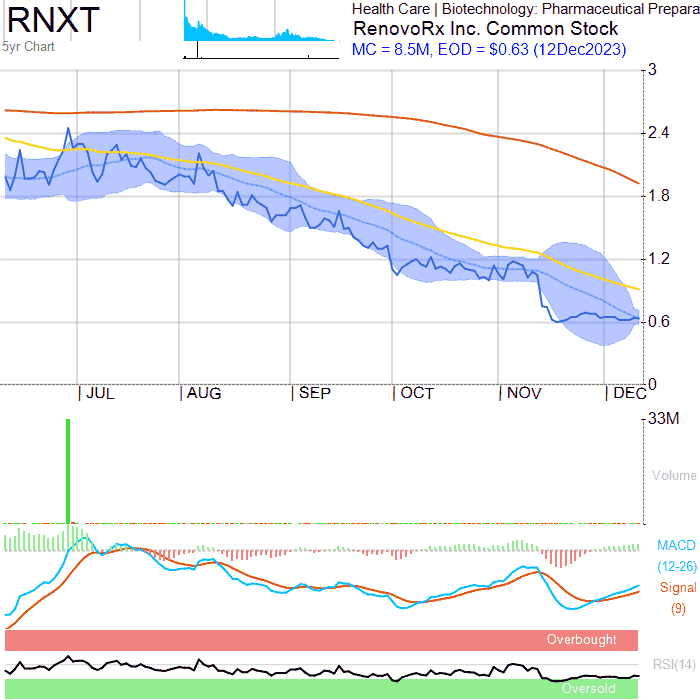 RNXT
5yr Chart
Health Care | Biotechnology: Pharmaceutical Prepara
RenovoRx Inc. Common Stock
MC = 8.5M, EOD = $0.63 (12Dec2023)
3
2.4
1.8
1.2
0.6
0
| JUL | AUG | SEP | OCT | NOV | DEC
33M
Volume
MACD
(12-26)
Signal
(9)
Overbought
RSI(14)
Oversold